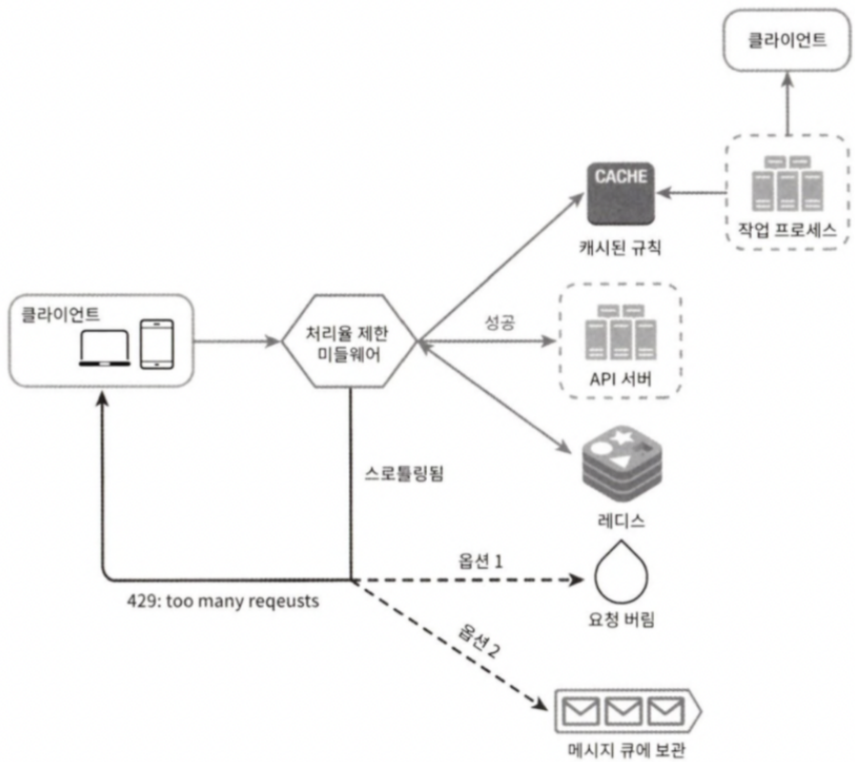 클라이언트
CACHE
캐시된 규칙
작업 프로세스
클라이언트
처리율 제한
미들웨어
성공
API 서버
스로틀링됨
레디스
옵션 1
429: too many reqeusts
요청 버림
옵션 2
메시지 큐에 보관